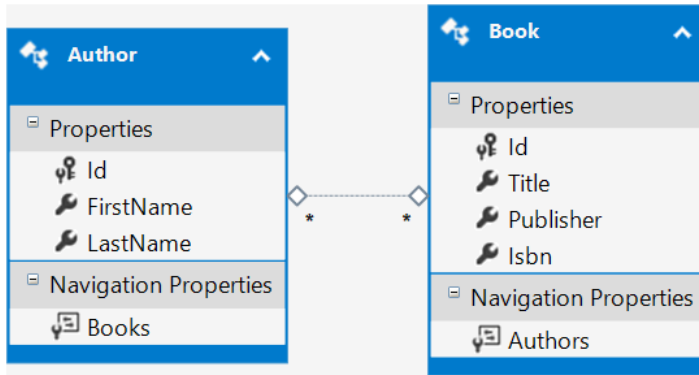 Author
Properties
Id
FirstName
LastName
Navigation Properties
Books
*
*
Book
Properties
Id
Title
Publisher
Isbn
Navigation Properties
Authors